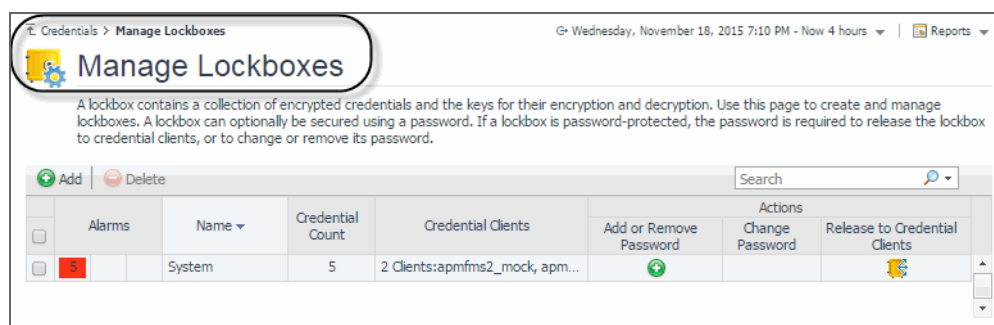 Credentials > Manage Lockboxes
Wednesday, November 18, 2015 7:10 PM - Now 4 hours
Reports
Manage Lockboxes
A lockbox contains a collection of encrypted credentials and the keys for their encryption and decryption. Use this page to create and manage
lockboxes. A lockbox can optionally be secured using a password. If a lockbox is password-protected, the password is required to release the lockbox
to credential clients, or to change or remove its password.
Add
Delete
Search
Alarms
Name
Credential
Count
Credential Clients
Actions
Add or Remove
Password
Change
Password
Release to Credential
Clients
5
System
5
2 Clients:apmfms2_mock, apm...